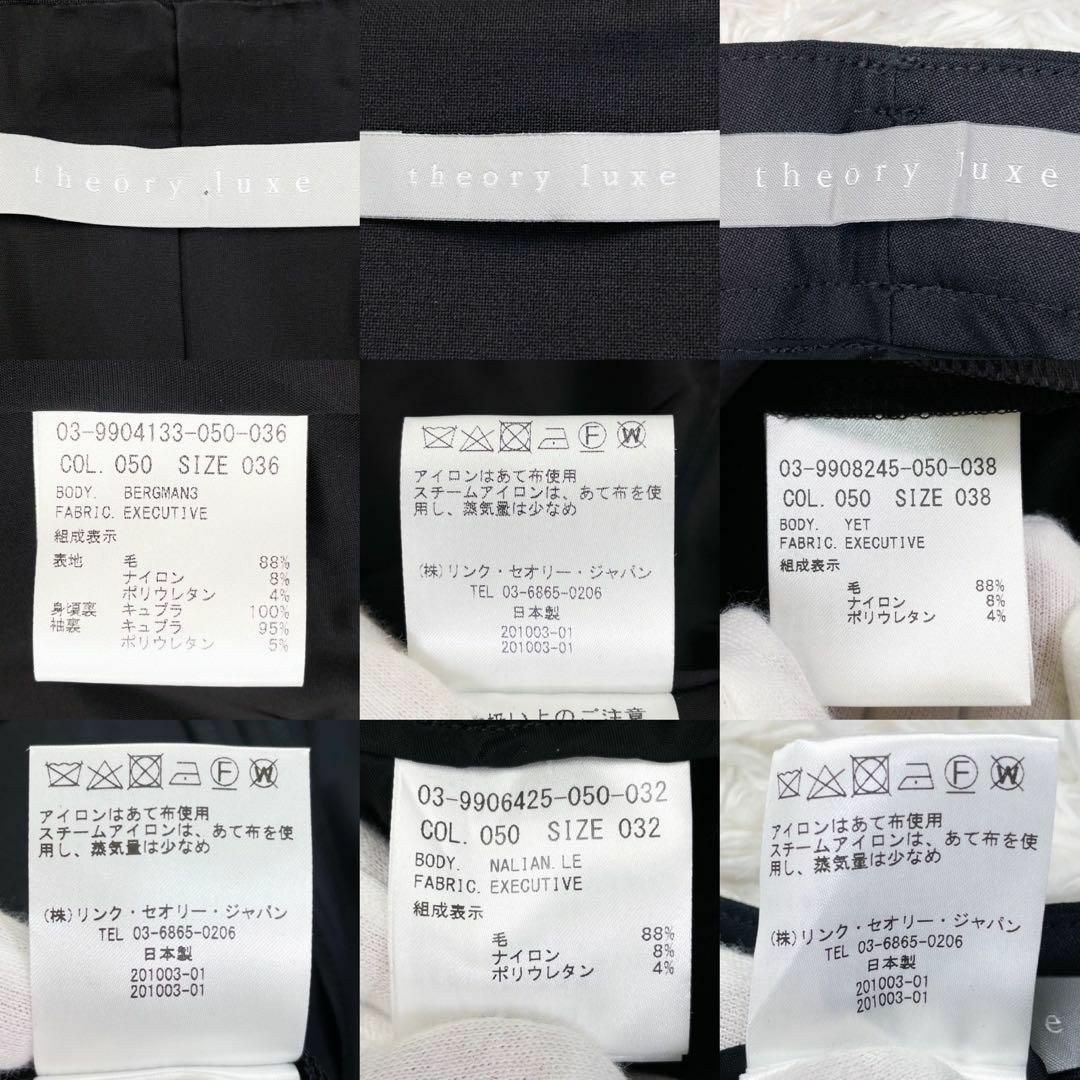 theory luxe
theory luxe
theory luxe
03-9904133-050-036
COL. 050 SIZE 036
BODY. BERGMAN3
FABRIC. EXECUTIVE
組成表示
表地 毛 88%
ナイロン 8%
ポリウレタン 4%
身頃裏 キュプラ 100%
袖裏 キュプラ 95%
ポリウレタン 5%
F W
アイロンはあて布使用
スチームアイロンは、あて布を使
用し、蒸気量は少なめ
(株)リンク・セオリー・ジャパン
TEL 03-6865-0206
日本製
201003-01
201003-01
扱い上のご注意
03-9908245-050-038
COL. 050 SIZE 038
BODY. YET
FABRIC. EXECUTIVE
組成表示
毛 88%
ナイロン 8%
ポリウレタン 4%
F W
アイロンはあて布使用
スチームアイロンは、あて布を使
用し、蒸気量は少なめ
(株)リンク・セオリー・ジャパン
TEL 03-6865-0206
日本製
201003-01
201003-01
03-9906425-050-032
COL. 050 SIZE 032
BODY. NALIAN.LE
FABRIC. EXECUTIVE
組成表示
毛 88%
ナイロン 8%
ポリウレタン 4%
F W
アイロンはあて布使用
スチームアイロンは、あて布を使
用し、蒸気量は少なめ
(株)リンク・セオリー・ジャパン
TEL 03-6865-0206
日本製
201003-01
201003-01
e